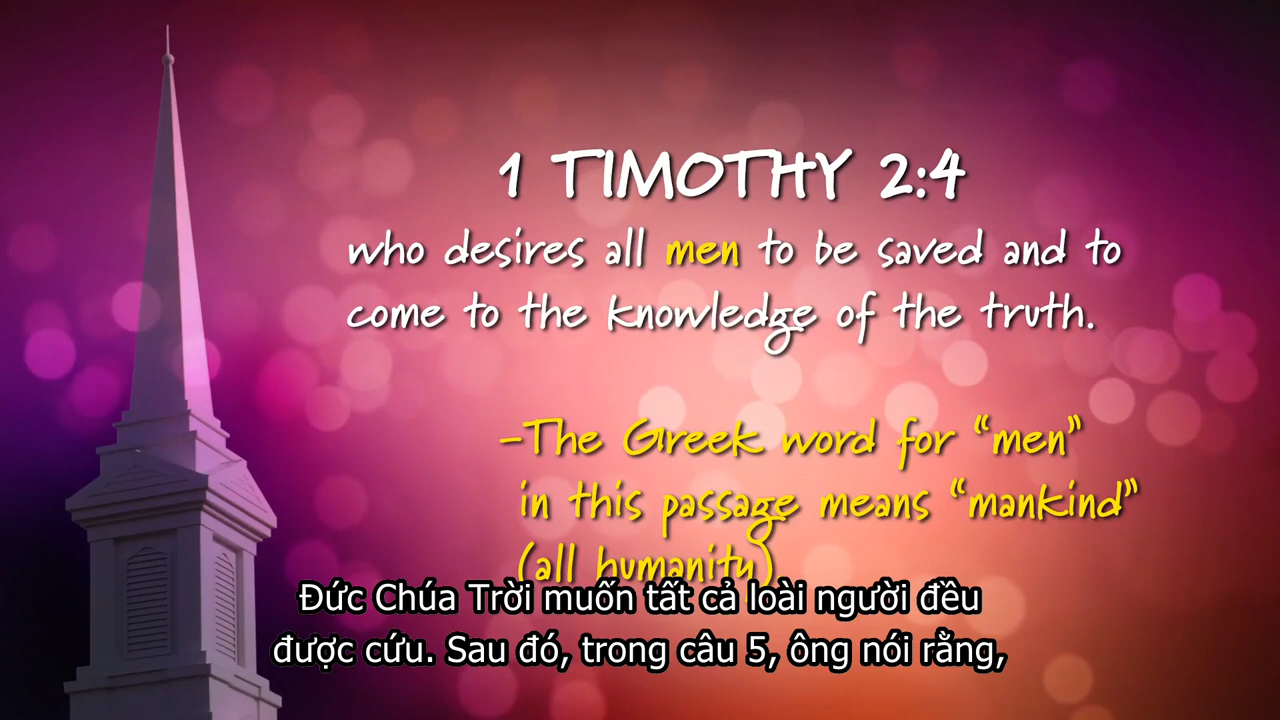 1 TIMOTHY 2:4
who desires all men to be saved and to
come to the knowledge of the truth.
-The Greek word for “men”
in this passage means “mankind”
(all humanity)
Đức Chúa Trời muốn tất cả loài người đều
được cứu. Sau đó, trong câu 5, ông nói rằng,